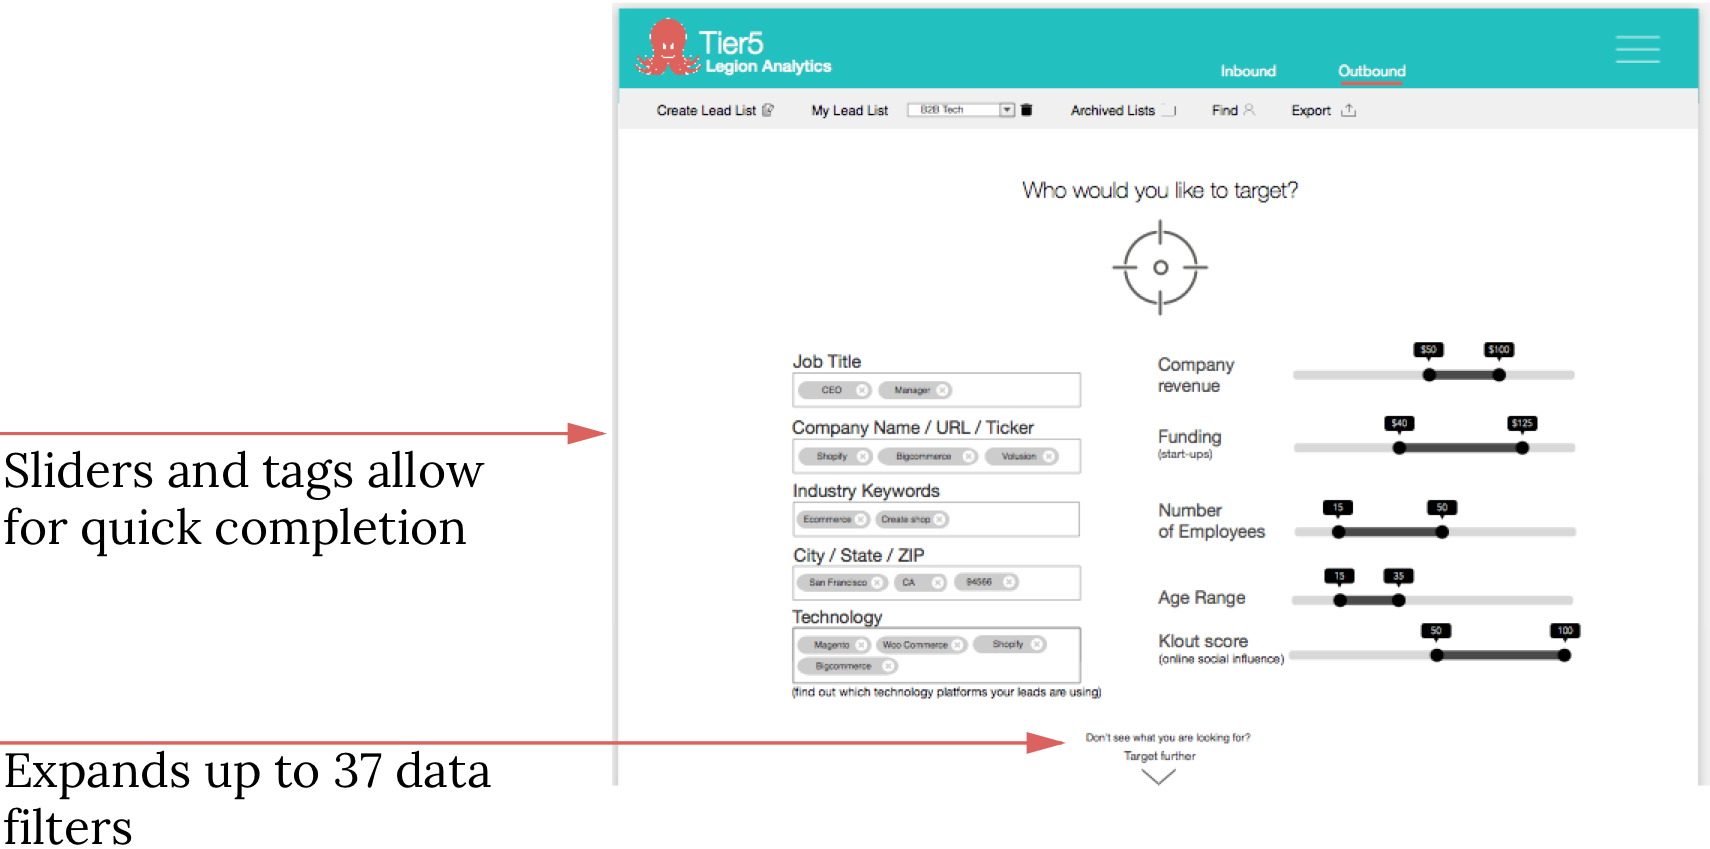 Tier5
Legion Analytics
Inbound
Outbound
Create Lead List
My Lead List
B2B Tech
Archived Lists
Find
Export
Who would you like to target?
Job Title
CEO
Manager
Company Name / URL / Ticker
Shopify
Bigcommerce
Volusion
Industry Keywords
Ecommerce
Create shop
City / State / ZIP
San Francisco
CA
94566
Technology
Magento
Woo Commerce
Shopify
Bigcommerce
(find out which technology platforms your leads are using)
Company
revenue
$50
$100
Funding
(start-ups)
$40
$125
Number
of Employees
15
50
Age Range
15
35
Klout score
(online social influence)
50
100
Don't see what you are looking for?
Target further
Sliders and tags allow
for quick completion
Expands up to 37 data
filters